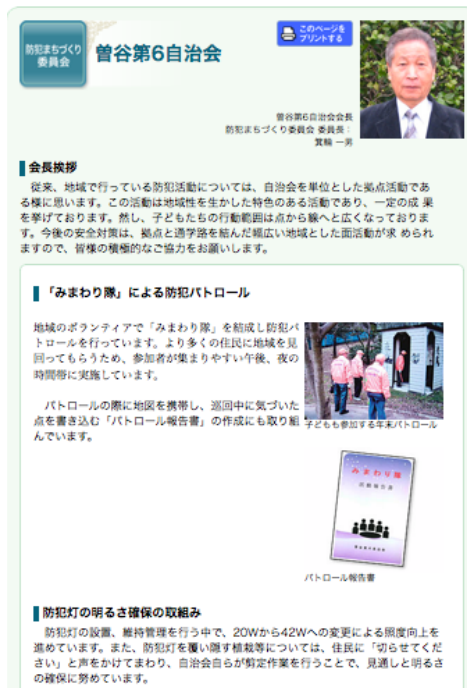 防犯まちづくり
委員会
曽谷第6自治会
このページを
プリントする
曽谷第6自治会会長
防犯まちづくり委員会 委員長：
箕輪 一男
会長挨拶
従来、地域で行っている防犯活動については、自治会を単位とした拠点活動であ
る様に思います。この活動は地域性を生かした特色のある活動であり、一定の成 果
を挙げております。然し、子どもたちの行動範囲は点から線へと広くなっておりま
す。今後の安全対策は、拠点と通学路を結んだ幅広い地域とした面活動が求 められ
ますので、皆様の積極的なご協力をお願いします。
「みまわり隊」による防犯パトロール
地域のボランティアで「みまわり隊」を結成し防犯パ
トロールを行っています。より多くの住民に地域を見
回ってもらうため、参加者が集まりやすい午後、夜の
時間帯に実施しています。
子どもも参加する年末パトロール
パトロールの際に地図を携帯し、巡回中に気づいた
点を書き込む「パトロール報告書」の作成にも取り組
んでいます。
みまわり隊
活動報告書
パトロール報告書
防犯灯の明るさ確保の取組み
防犯灯の設置、維持管理を行う中で、20Wから42Wへの変更による照度向上を
進めています。また、防犯灯を覆い隠す植栽等については、住民に「切らせてくだ
さい」と声をかけてまわり、自治会自らが剪定作業を行うことで、見通しと明るさ
の確保に努めています。